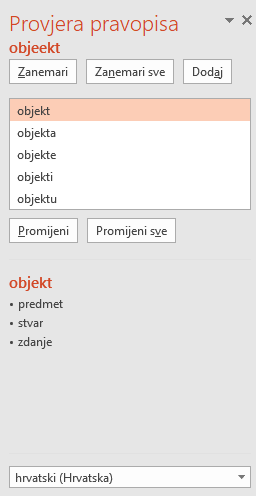 Provjera pravopisa
objeekt
Zanemari Zanemari sve Dodaj
objekt
objekta
objekte
objekti
objektu
Promijeni Promijeni sve
objekt
• predmet
• stvar
• zdanje
hrvatski (Hrvatska)